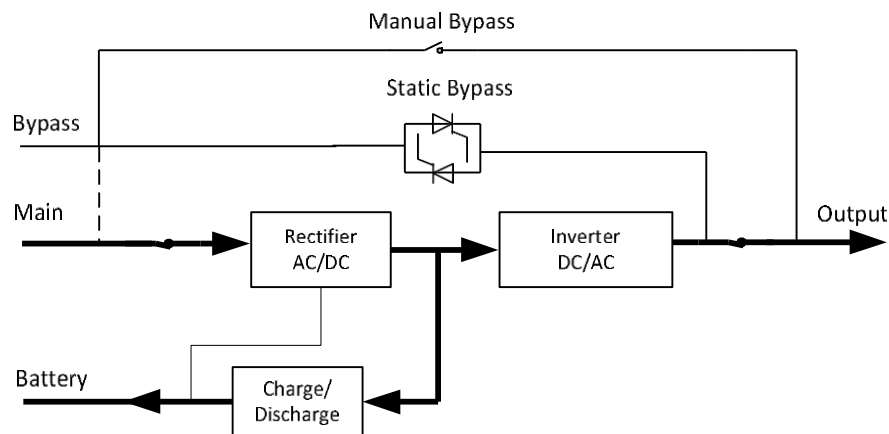 Manual Bypass
Static Bypass
Bypass
Main
Rectifier
AC/DC
Inverter
DC/AC
Output
Battery
Charge/
Discharge